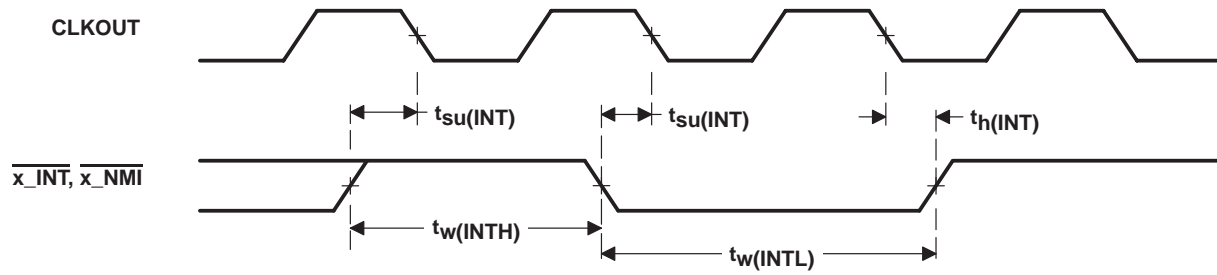 CLKOUT
tsu(INT)
tsu(INT)
th(INT)
x_INT, x_NMI
tw(INTH)
tw(INTL)